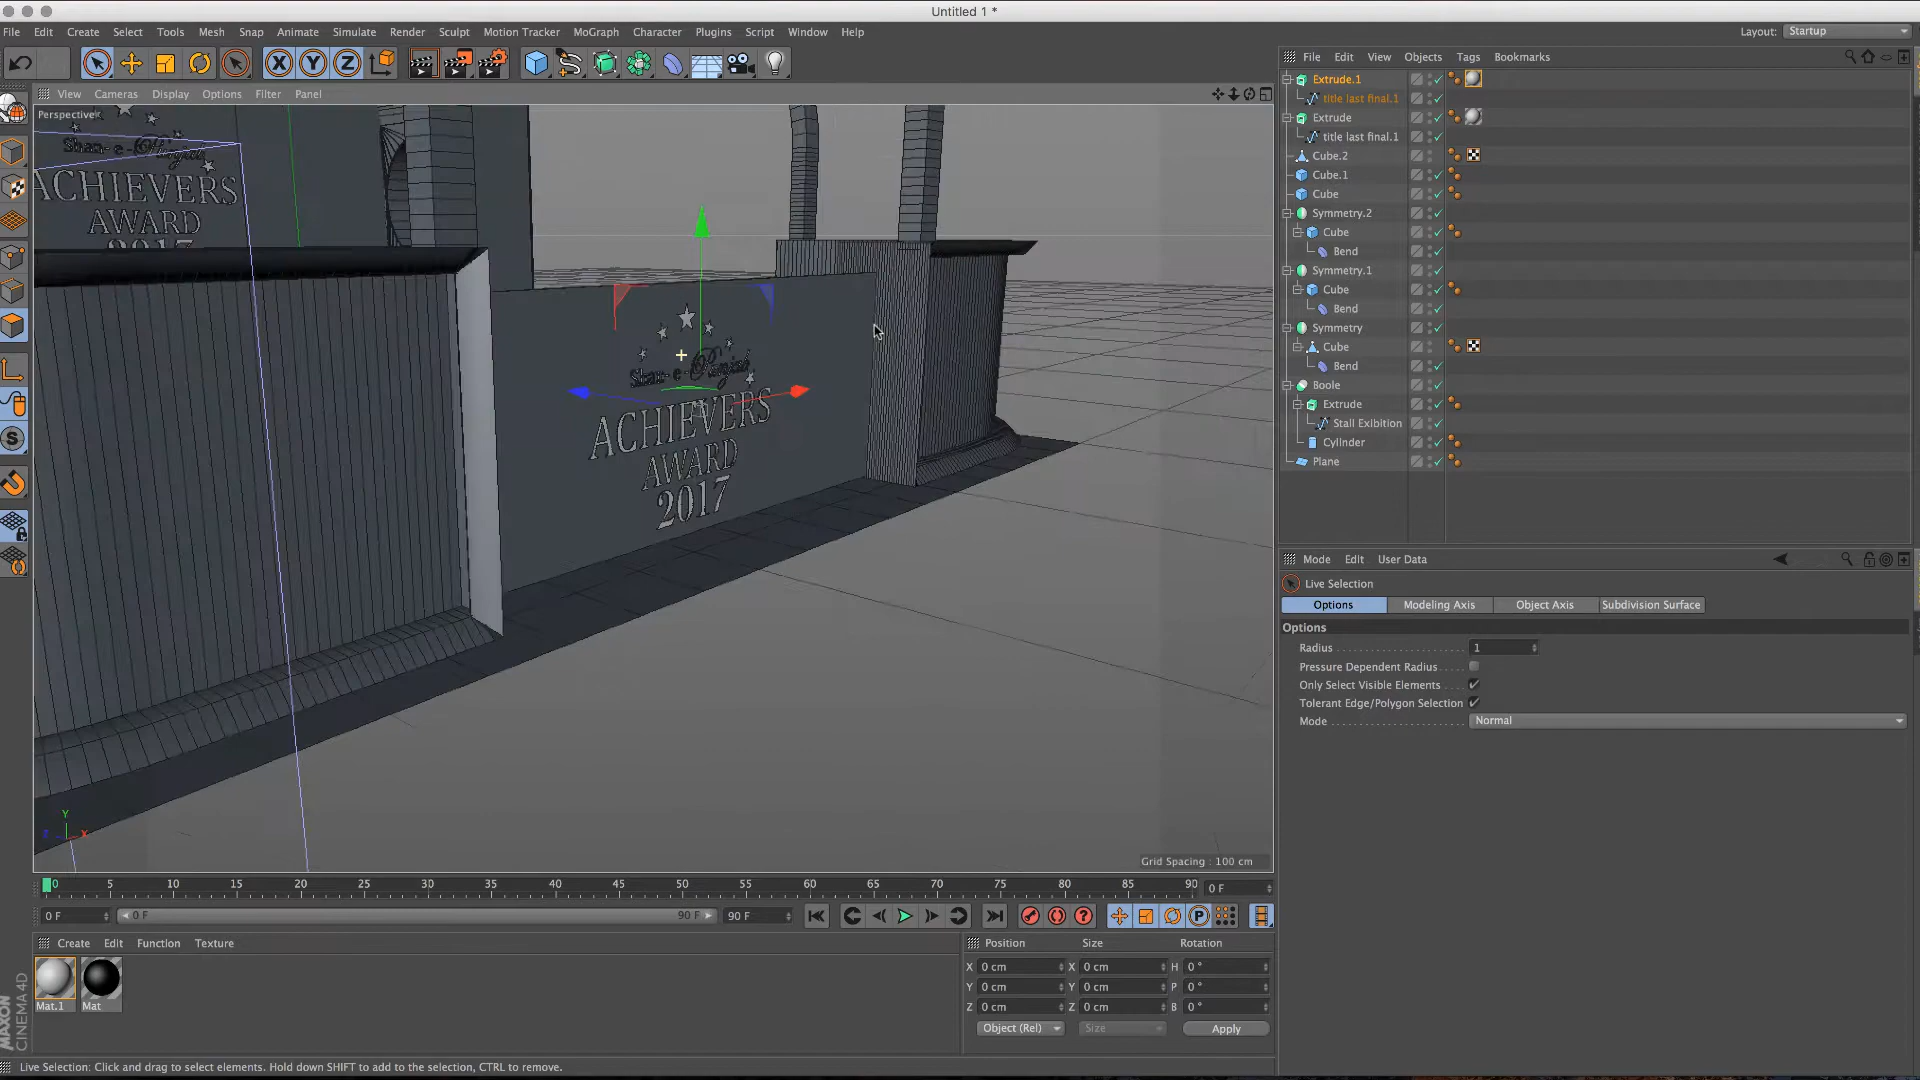 Untitled 1 *
File Edit Create Select Tools Mesh Snap Animate Simulate Render Sculpt Motion Tracker MoGraph Character Plugins Script Window Help
Layout: Startup
X Y Z
View Cameras Display Options Filter Panel
Perspective
Shan-e-Punjab
ACHIEVERS
AWARD
2017
Shan-e-Punjab
ACHIEVERS
AWARD
2017
Y
Z X
Grid Spacing : 100 cm
File Edit View Objects Tags Bookmarks
Extrude.1
title last final.1
Extrude
title last final.1
Cube.2
Cube.1
Cube
Symmetry.2
Cube
Bend
Symmetry.1
Cube
Bend
Symmetry
Cube
Bend
Boole
Extrude
Stall Exibition
Cylinder
Plane
Mode Edit User Data
Live Selection
Options Modeling Axis Object Axis Subdivision Surface
Options
Radius 1
Pressure Dependent Radius
Only Select Visible Elements
Tolerant Edge/Polygon Selection
Mode Normal
0 5 10 15 20 25 30 35 40 45 50 55 60 65 70 75 80 85 90 0 F
0 F 0 F 90 F 90 F
Create Edit Function Texture
Mat.1 Mat
Position Size Rotation
X 0 cm X 0 cm H 0 °
Y 0 cm Y 0 cm P 0 °
Z 0 cm Z 0 cm B 0 °
Object (Rel) Size Apply
MAXON
CINEMA 4D
Live Selection: Click and drag to select elements. Hold down SHIFT to add to the selection, CTRL to remove.